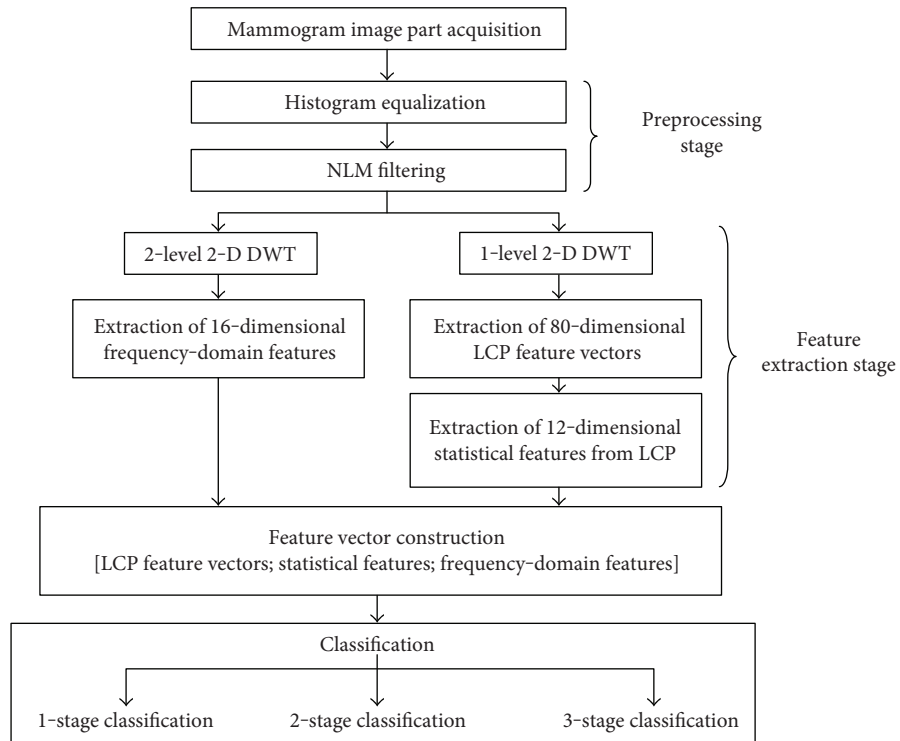 Mammogram image part acquisition
Histogram equalization
NLM filtering
Preprocessing
stage
2-level 2-D DWT
1-level 2-D DWT
Extraction of 16-dimensional
frequency-domain features
Extraction of 80-dimensional
LCP feature vectors
Extraction of 12-dimensional
statistical features from LCP
Feature
extraction stage
Feature vector construction
[LCP feature vectors; statistical features; frequency-domain features]
Classification
1-stage classification
2-stage classification
3-stage classification